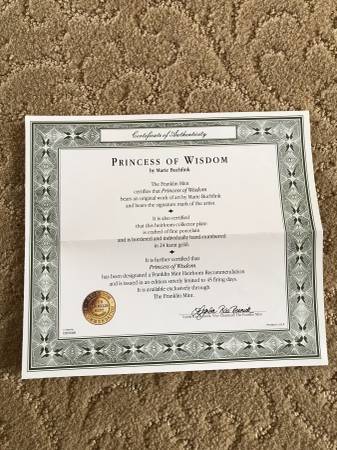 Certificate of Authenticity
PRINCESS OF WISDOM
by Marie Buchfink
The Franklin Mint
certifies that Princess of Wisdom
bears an original work of art by Marie Buchfink
and bears the signature mark of the artist.
It is also certified
that this heirloom collector plate
is crafted of fine porcelain
and is bordered and individually hand-numbered
in 24 karat gold.
It is further certified that
Princess of Wisdom
has been designated a Franklin Mint Heirloom Recommendation
and is issued in an edition strictly limited to 45 firing days.
It is available exclusively through
The Franklin Mint.